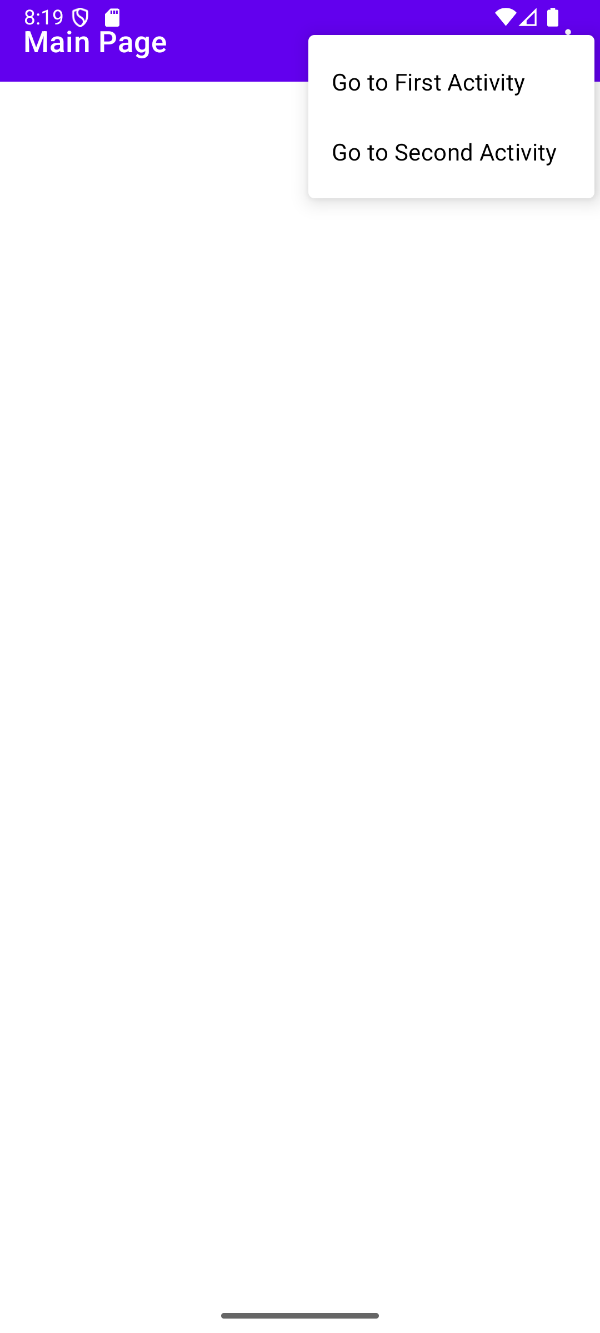 8:19
Main Page
Go to First Activity
Go to Second Activity